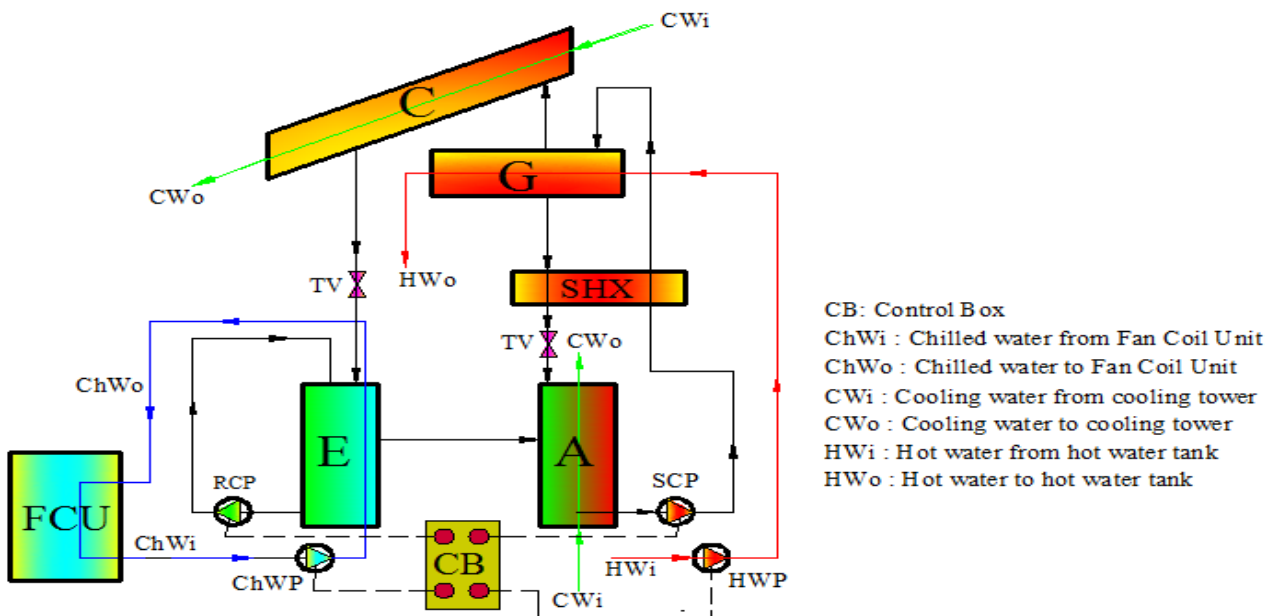 CWi
C
CWo
G
HWo
TV
SHX
TV
CWo
ChWo
E
A
RCP
SCP
FCU
ChWi
ChWP
CB
HWi
HWP
CWi
CB: Control Box
ChWi : Chilled water from Fan Coil Unit
ChWo : Chilled water to Fan Coil Unit
CWi : Cooling water from cooling tower
CWo : Cooling water to cooling tower
HWi : Hot water from hot water tank
HWo : Hot water to hot water tank